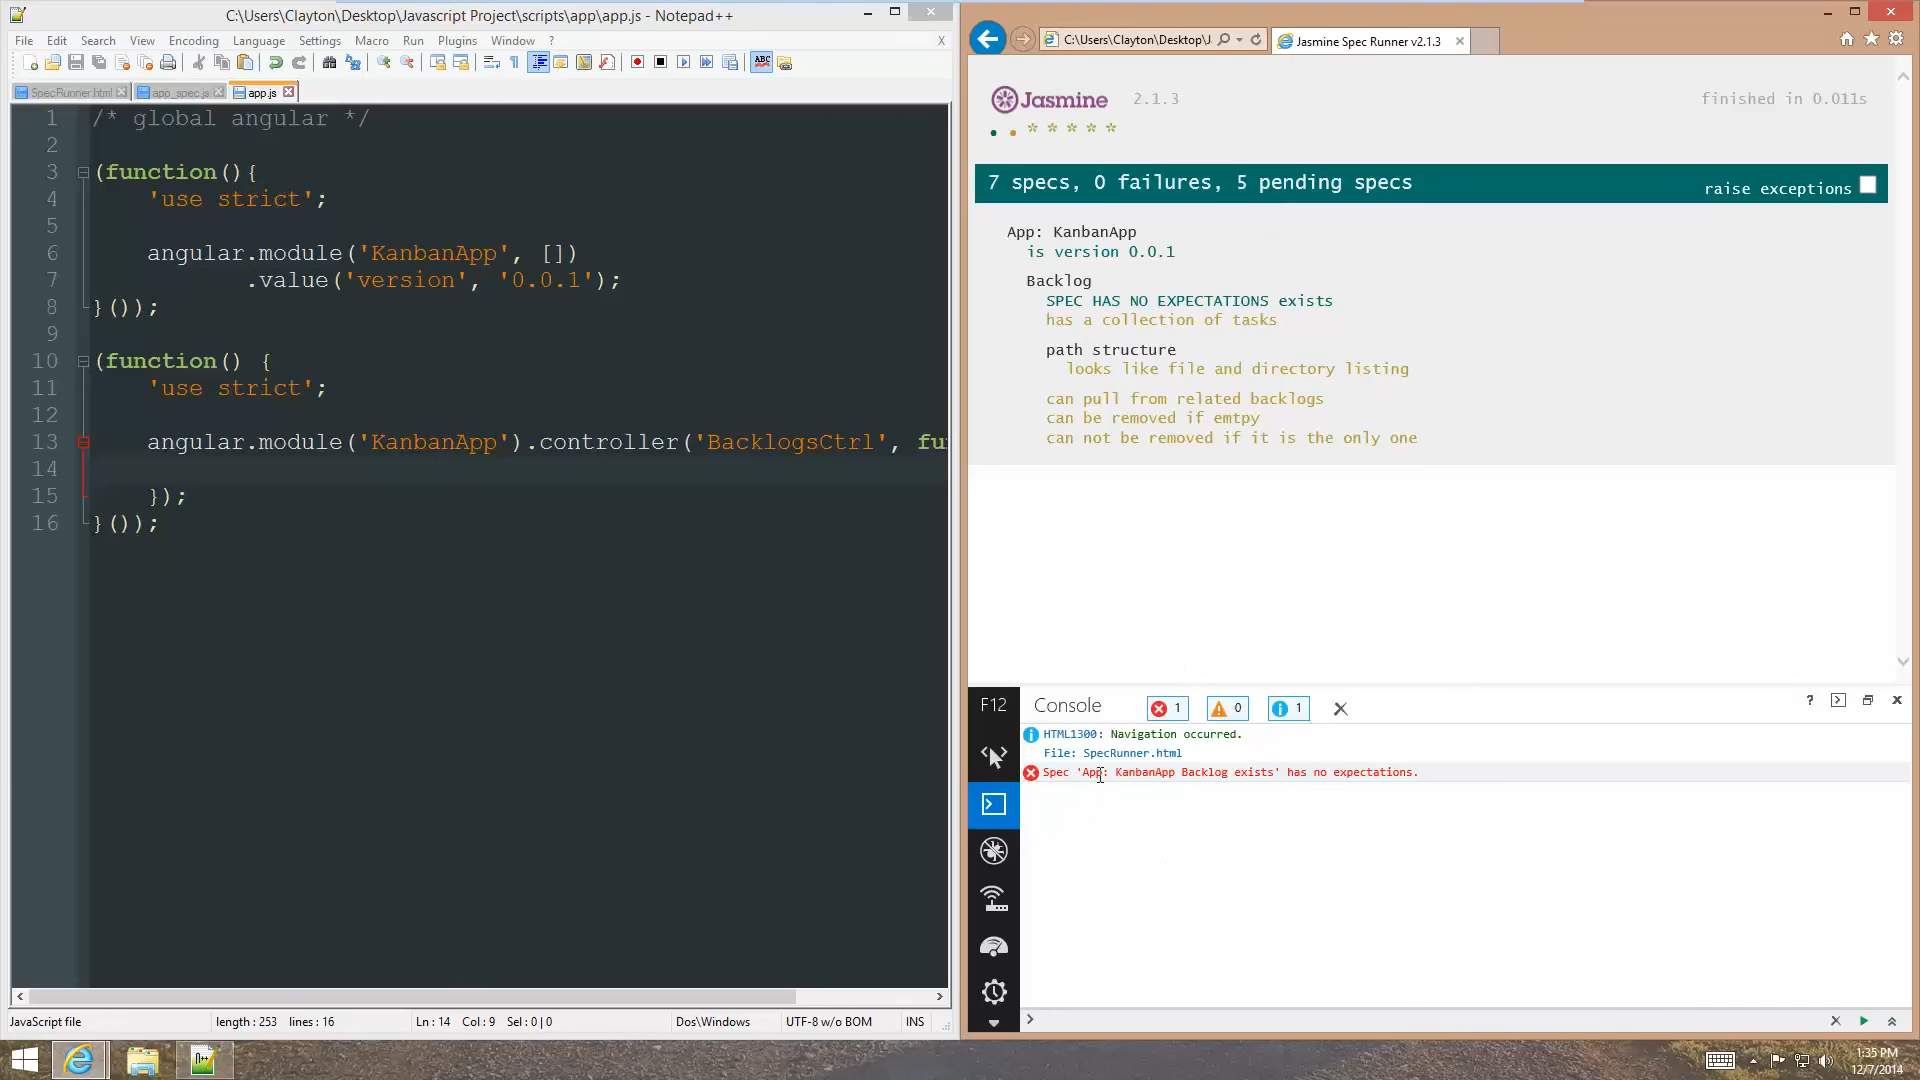 C:\Users\Clayton\Desktop\Javascript Project\scripts\app\app.js - Notepad++
File Edit Search View Encoding Language Settings Macro Run Plugins Window ? X
SpecRunner.html app_spec.js app.js
1 /* global angular */
2
3 (function(){
4 'use strict';
5
6 angular.module('KanbanApp', [])
7 .value('version', '0.0.1');
8 }());
9
10 (function() {
11 'use strict';
12
13 angular.module('KanbanApp').controller('BacklogsCtrl', fu
14
15 });
16 }());
JavaScript file length : 253 lines : 16 Ln : 14 Col : 9 Sel : 0 | 0 Dos\Windows UTF-8 w/o BOM INS
C:\Users\Clayton\Desktop\J
Jasmine Spec Runner v2.1.3
Jasmine 2.1.3 finished in 0.011s
7 specs, 0 failures, 5 pending specs raise exceptions
App: KanbanApp
is version 0.0.1
Backlog
SPEC HAS NO EXPECTATIONS exists
has a collection of tasks
path structure
looks like file and directory listing
can pull from related backlogs
can be removed if emtpy
can not be removed if it is the only one
F12 Console 1 0 1 ?
HTML1300: Navigation occurred.
File: SpecRunner.html
Spec 'App: KanbanApp Backlog exists' has no expectations.
1:35 PM
12/7/2014